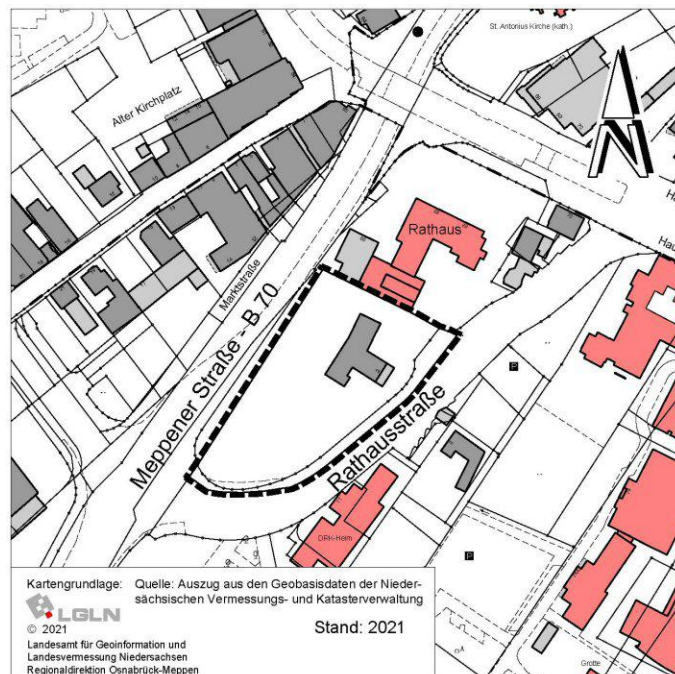 St. Antonius Kirche (kath.)
Alter Kirchplatz
N
Rathaus
Marktstraße
Meppener Straße - B 70
Rathausstraße
P
DRK-Heim
P
Grotte
Kartengrundlage: Quelle: Auszug aus den Geobasisdaten der Nieder-
sächsischen Vermessungs- und Katasterverwaltung
LGLN
© 2021
Stand: 2021
Landesamt für Geoinformation und
Landesvermessung Niedersachsen
Regionaldirektion Osnabrück-Meppen